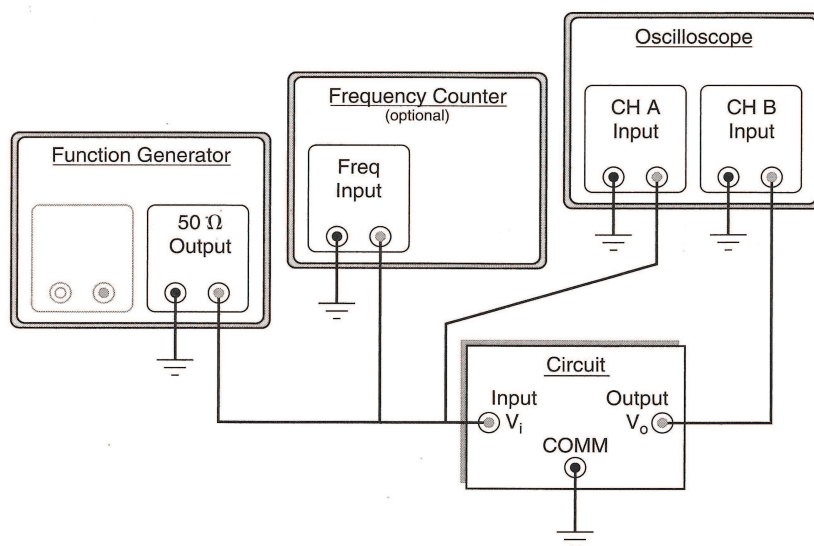 Function Generator
50 Ω
Output
Frequency Counter
(optional)
Freq
Input
Oscilloscope
CH A
Input
CH B
Input
Circuit
Input
Vi
Output
Vo
COMM